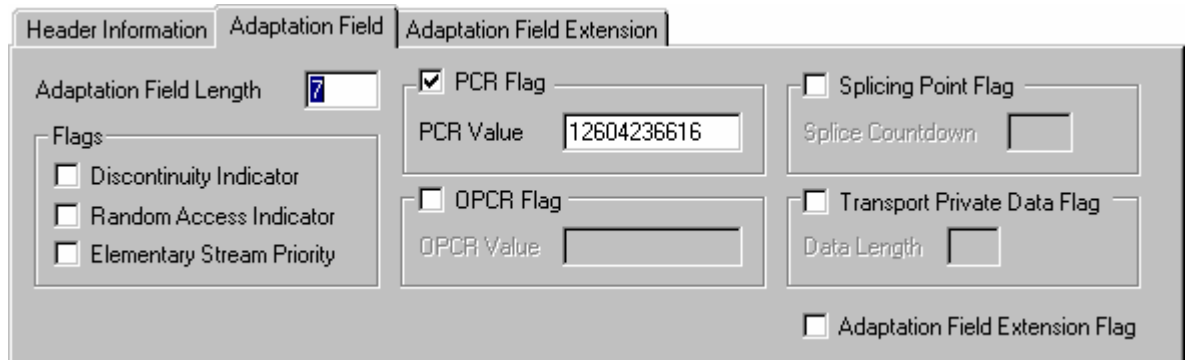 Header Information Adaptation Field Adaptation Field Extension
Adaptation Field Length 7
Flags
Discontinuity Indicator
Random Access Indicator
Elementary Stream Priority
PCR Flag
PCR Value 12604236616
OPCR Flag
OPCR Value
Splicing Point Flag
Splice Countdown
Transport Private Data Flag
Data Length
Adaptation Field Extension Flag